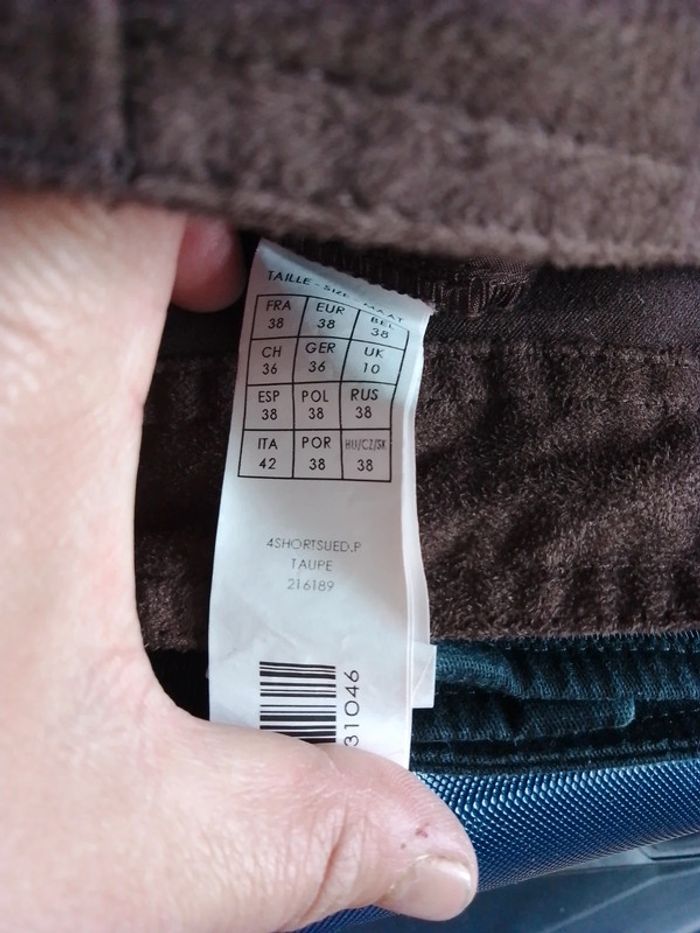 TAILLE - SIZE - MAAT
FRA EUR BEL
38 38 38
CH GER UK
36 36 10
ESP POL RUS
38 38 38
ITA POR HU/CZ/SK
42 38 38
4SHORTSUED.P
TAUPE
216189
31046